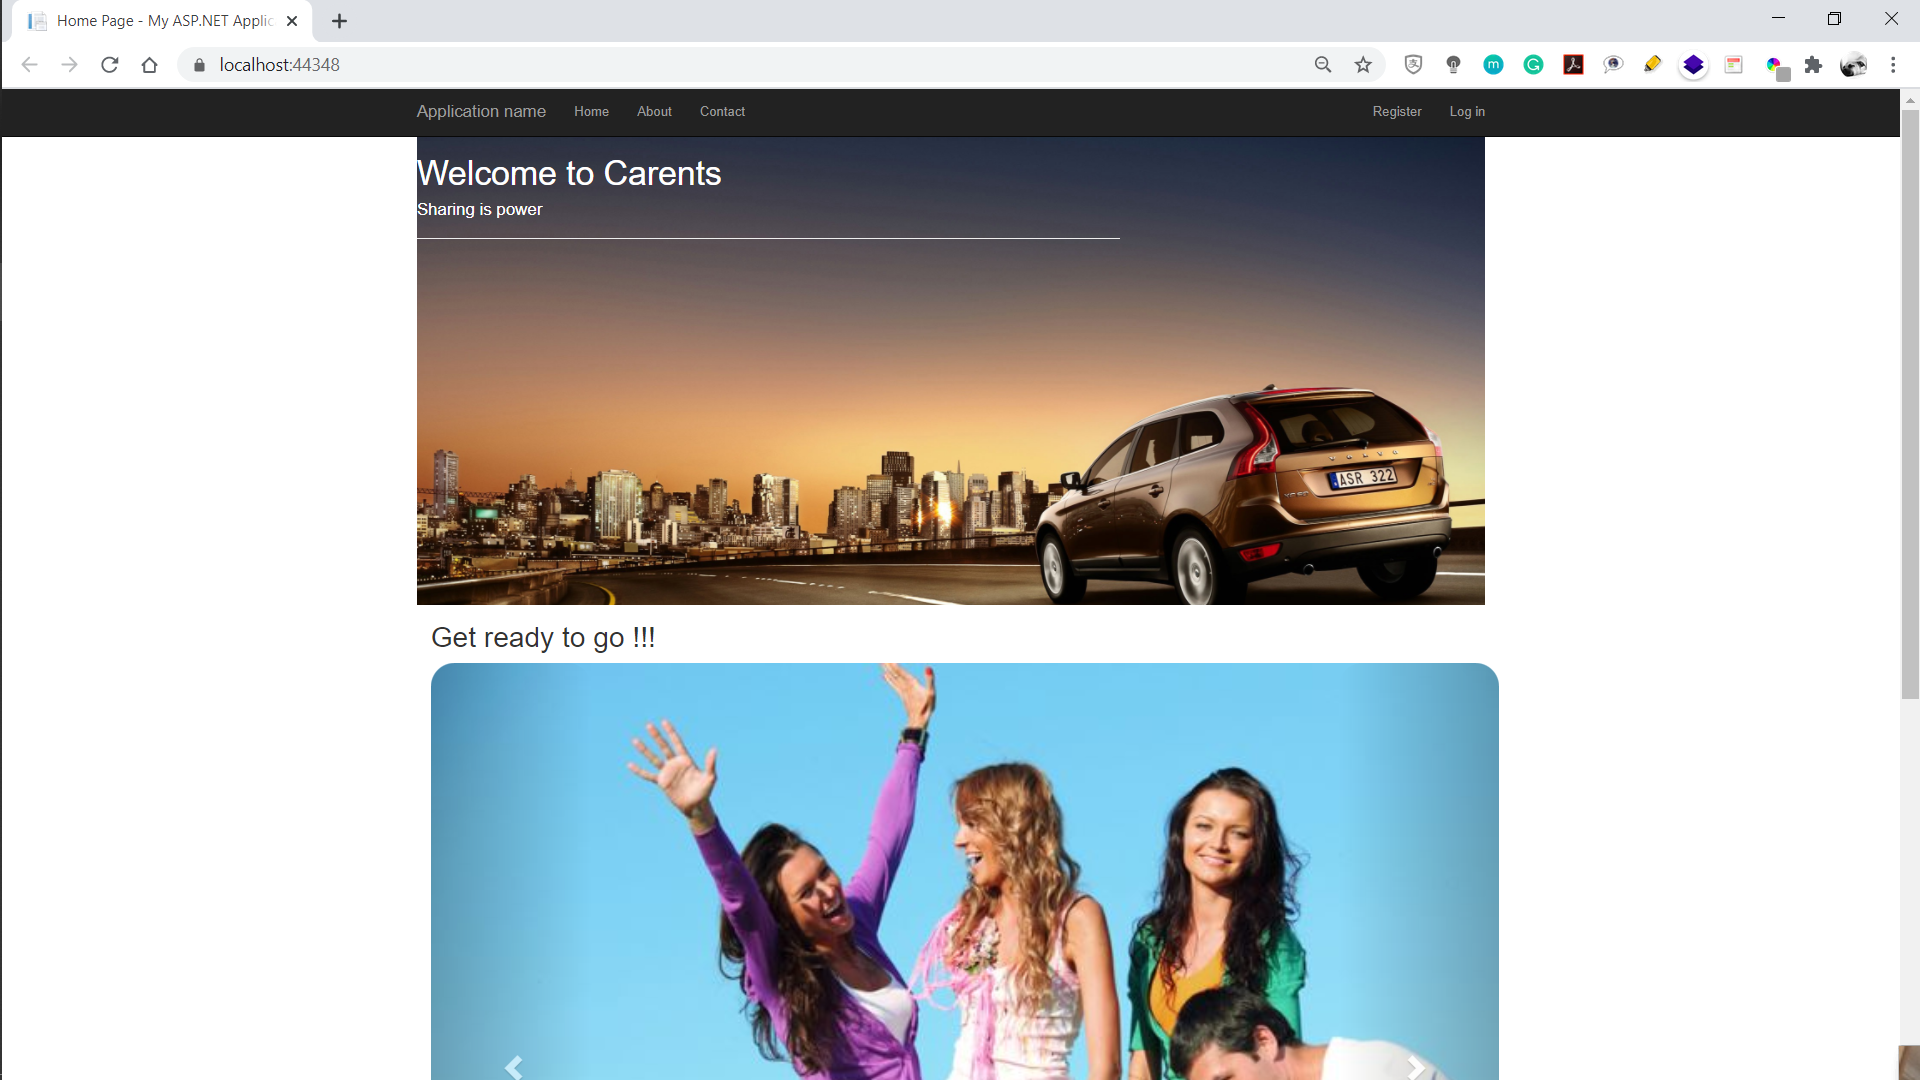 Home Page - My ASP.NET Applic
localhost:44348
Application name Home About Contact Register Log in
Welcome to Carents
Sharing is power
VOLVO
ASR 322
Get ready to go !!!